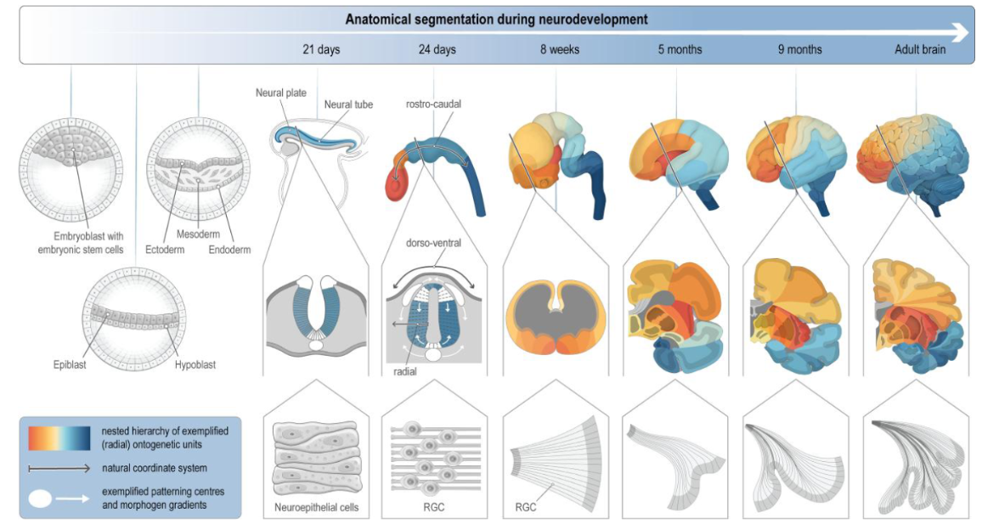 Anatomical segmentation during neurodevelopment
21 days
24 days
8 weeks
5 months
9 months
Adult brain
Neural plate
Neural tube
rostro-caudal
Embryoblast with
embryonic stem cells
Mesoderm
Ectoderm
Endoderm
dorso-ventral
Epiblast
Hypoblast
radial
nested hierarchy of exemplified
(radial) ontogenetic units
natural coordinate system
exemplified patterning centres
and morphogen gradients
Neuroepithelial cells
RGC
RGC